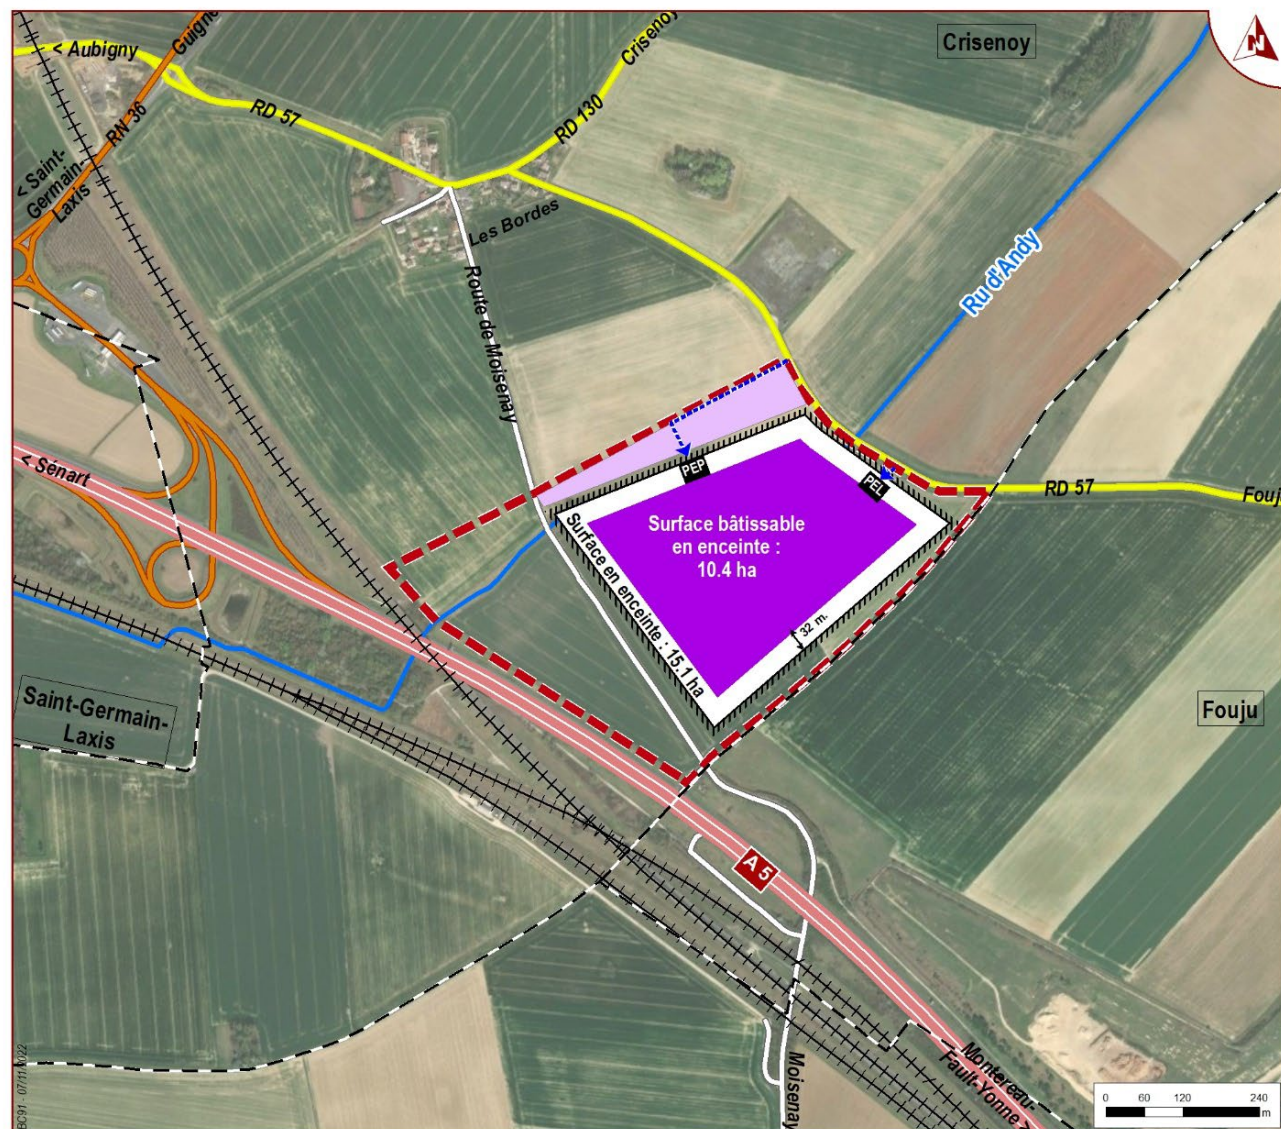 Crisenoy
N
< Aubigny
Guigne
Crisenoy
RN 36
RD 57
RD 130
< Saint-
Germain-
Laxis
Les Bordes
Ru d'Andy
Route de Moisenay
< Sénart
PEP
PEL
RD 57
Fouj
Surface bâtissable
en enceinte :
10.4 ha
Surface en enceinte : 15.1 ha
32 m.
Saint-Germain-
Laxis
Fouju
A 5
Montereau-
Fault-Yonne >
Moisenay
BC91 - 07/11/2022
0 60 120 240
m